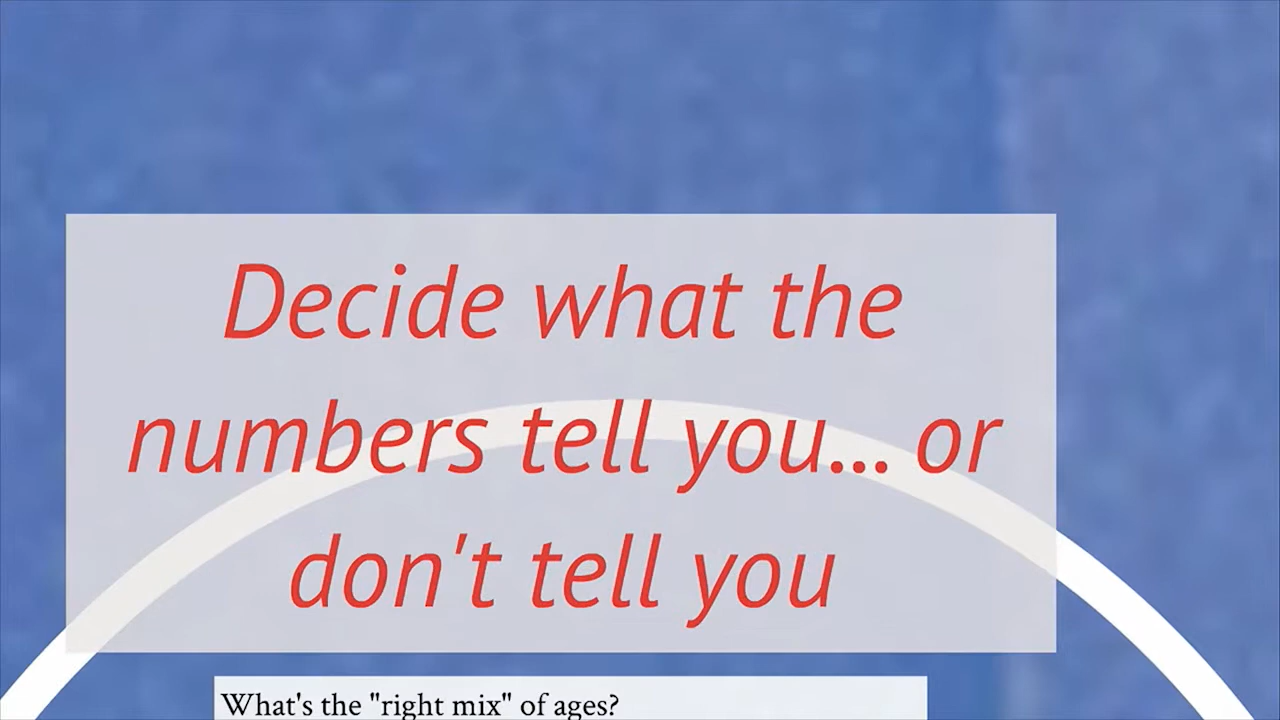 Decide what the
numbers tell you... or
don't tell you
What's the "right mix" of ages?